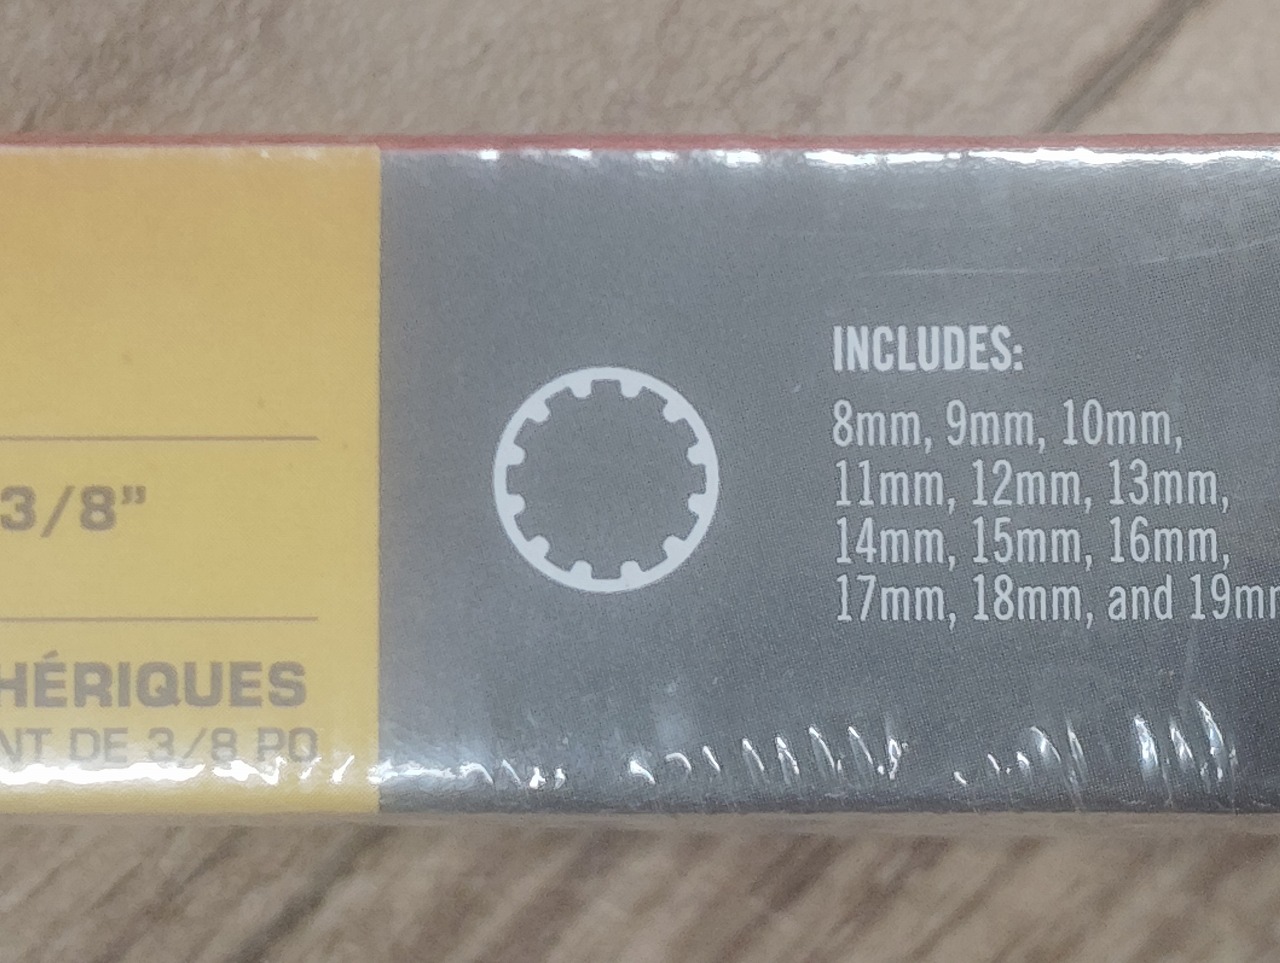 3/8”
HÉRIQUES
NT DE 3/8 PO
INCLUDES:
8mm, 9mm, 10mm,
11mm, 12mm, 13mm,
14mm, 15mm, 16mm,
17mm, 18mm, and 19mm